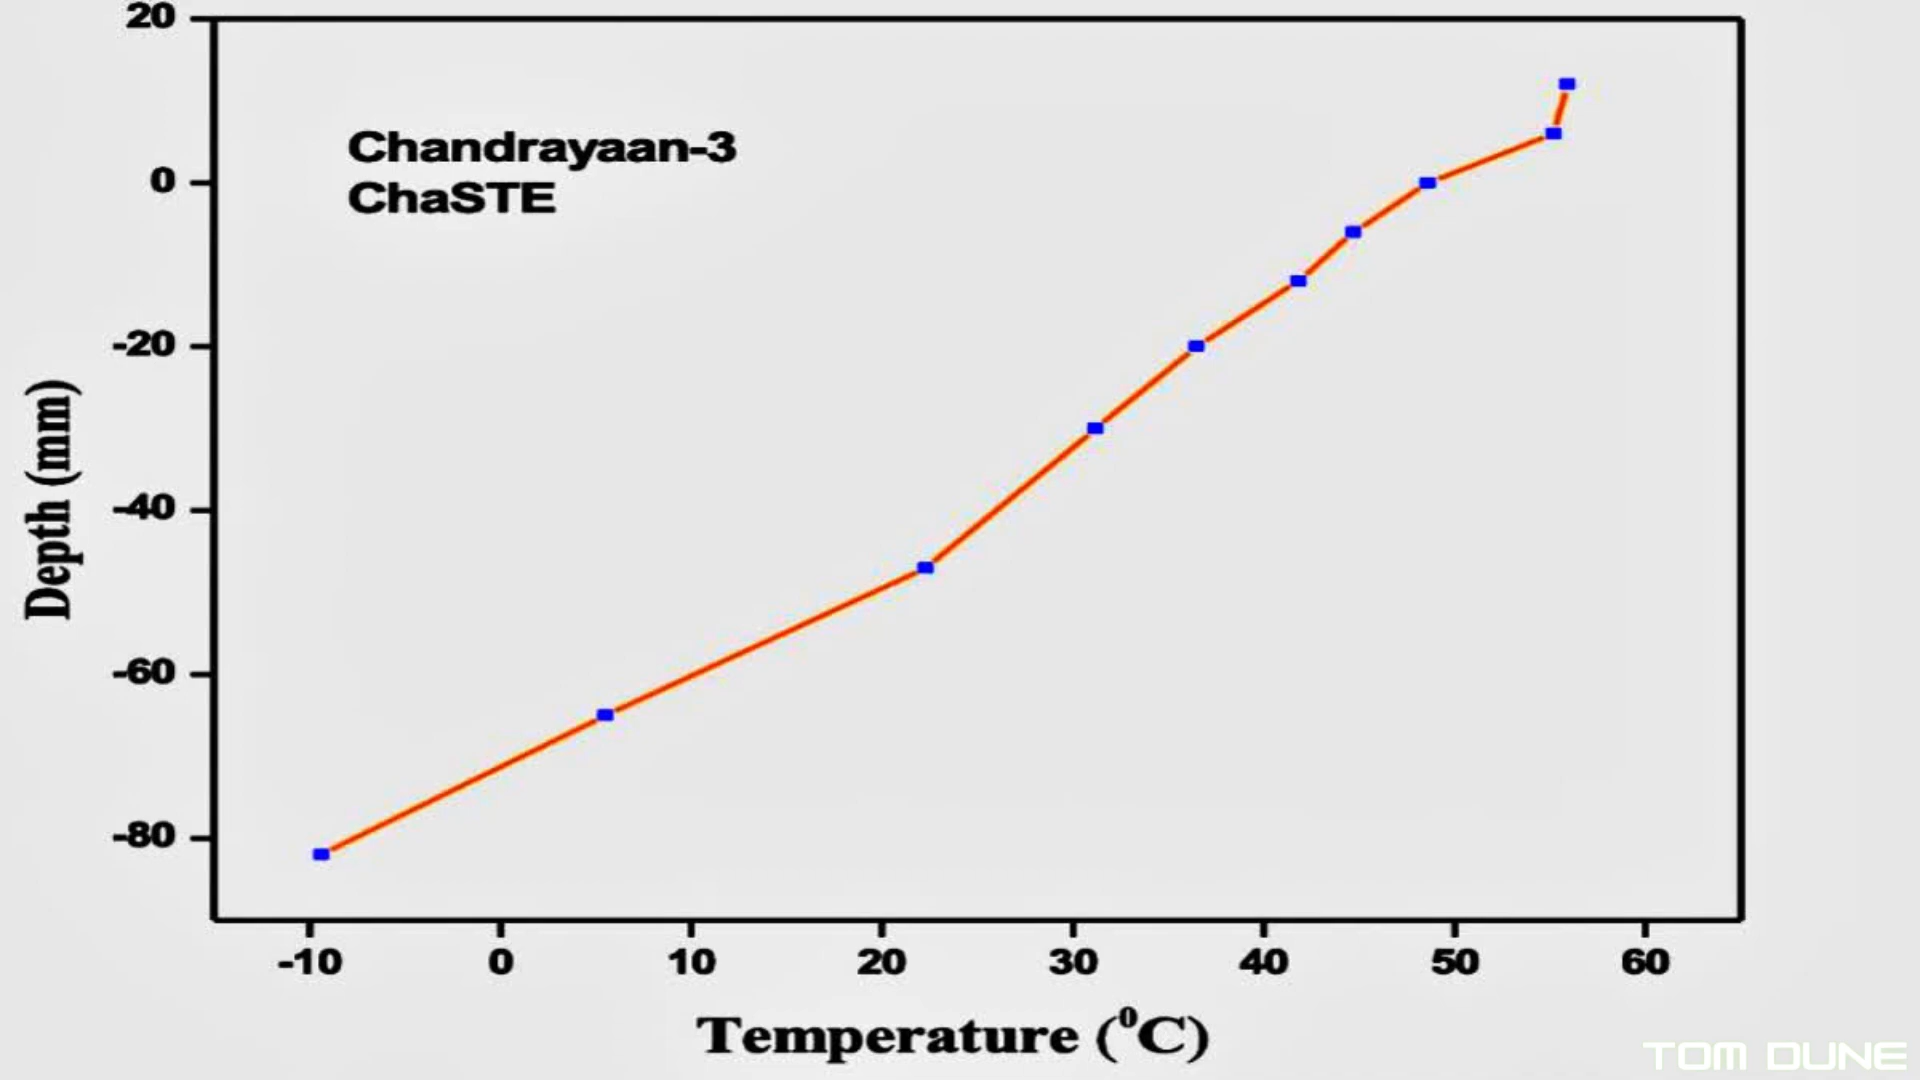 20
Chandrayaan-3
0
ChaSTE
-20
-40
-60
-80
Depth (mm)
-10 0 10 20 30 40 50 60
Temperature (⁰C)
TOM DUNE